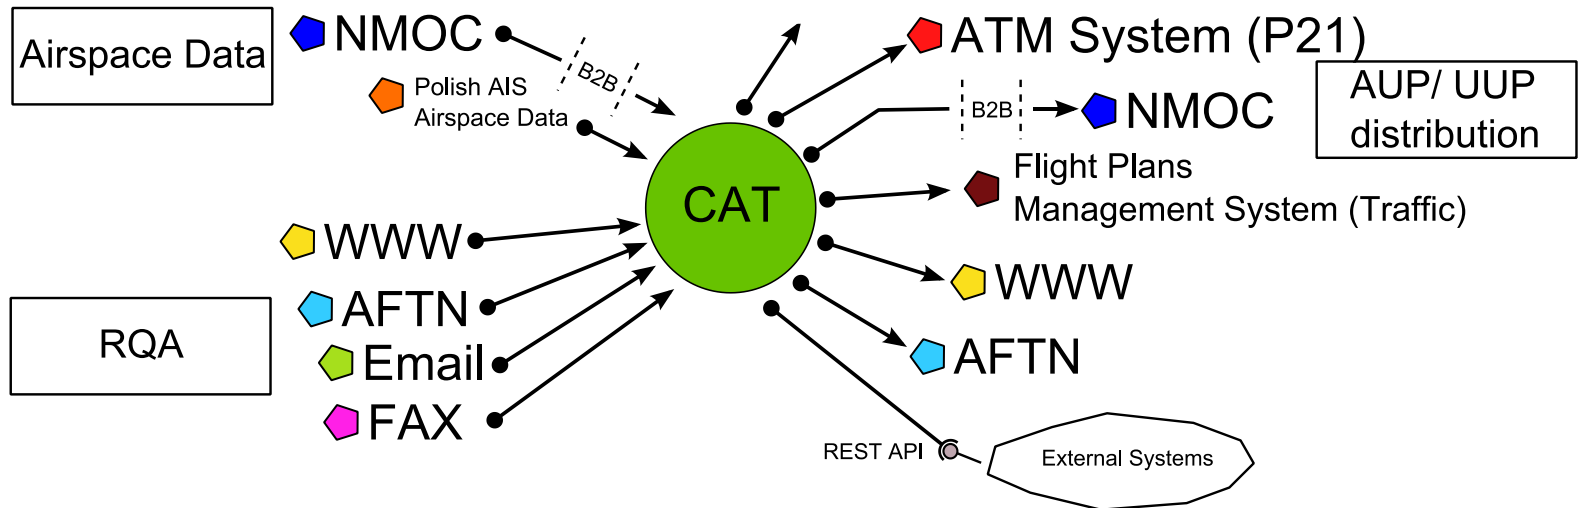 Airspace Data
NMOC
B2B
Polish AIS
Airspace Data
WWW
AFTN
RQA
Email
FAX
CAT
ATM System (P21)
B2B
NMOC
AUP/ UUP
distribution
Flight Plans
Management System (Traffic)
WWW
AFTN
REST API
External Systems